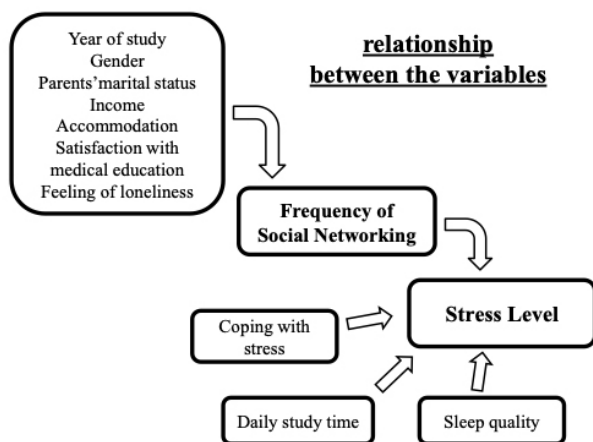 Year of study
Gender
Parents'marital status
Income
Accommodation
Satisfaction with
medical education
Feeling of loneliness
relationship
between the variables
Frequency of
Social Networking
Stress Level
Coping with
stress
Daily study time
Sleep quality